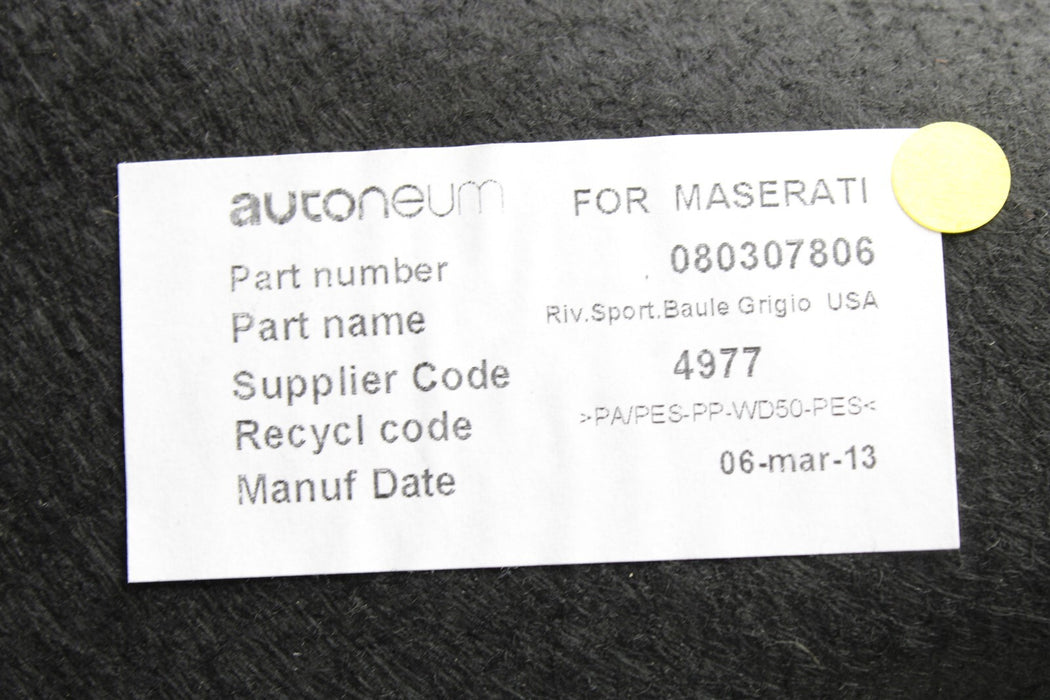 autoneum FOR MASERATI
Part number 080307806
Part name Riv.Sport.Baule Grigio USA
Supplier Code 4977
Recycl code >PA/PES-PP-WD50-PES<
Manuf Date 06-mar-13